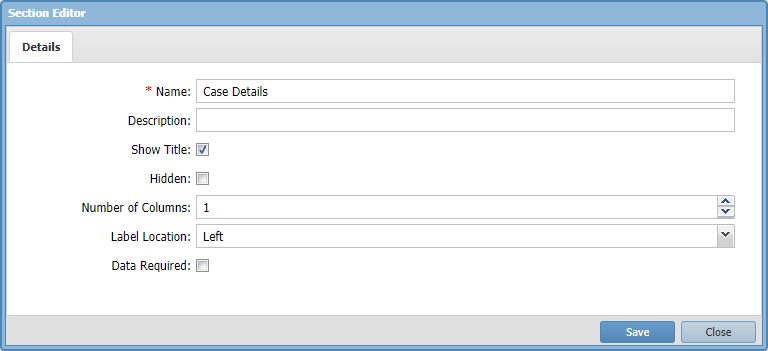 Section Editor
Details
* Name: Case Details
Description:
Show Title:
Hidden:
Number of Columns: 1
Label Location: Left
Data Required:
Save Close